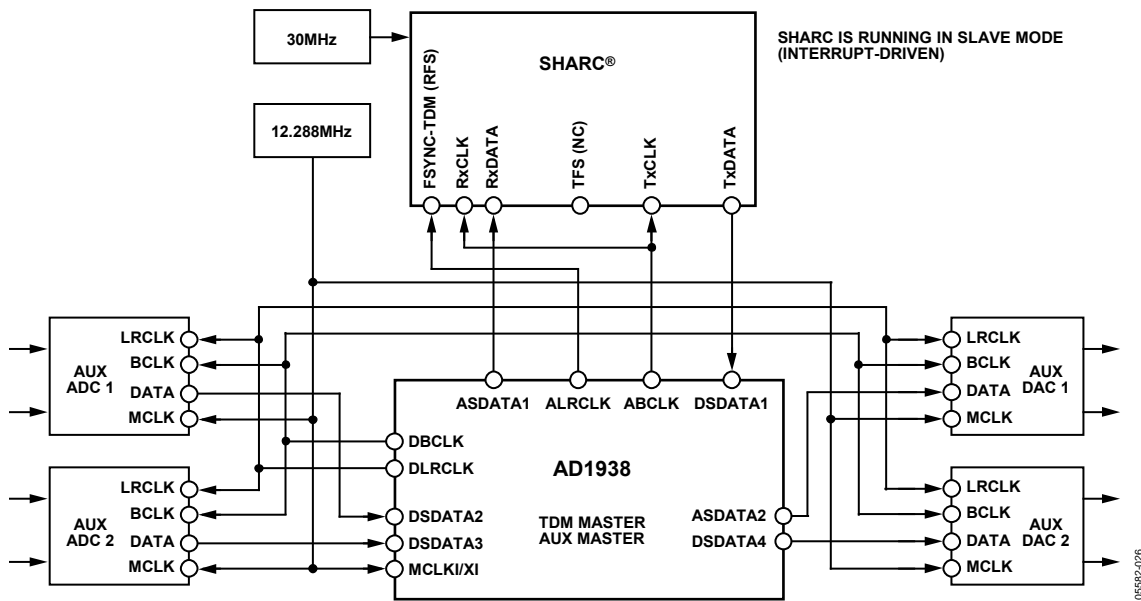 30MHz
12.288MHz
SHARC®
SHARC IS RUNNING IN SLAVE MODE
(INTERRUPT-DRIVEN)
FSYNC-TDM (RFS)
RxCLK
RxDATA
TFS (NC)
TxCLK
TxDATA
AUX
ADC 1
LRCLK
BCLK
DATA
MCLK
AUX
ADC 2
LRCLK
BCLK
DATA
MCLK
ASDATA1
ALRCLK
ABCLK
DSDATA1
DBCLK
DLRCLK
DSDATA2
DSDATA3
MCLKI/XI
AD1938
TDM MASTER
AUX MASTER
ASDATA2
DSDATA4
LRCLK
BCLK
DATA
MCLK
AUX
DAC 1
LRCLK
BCLK
DATA
MCLK
AUX
DAC 2
05582-026